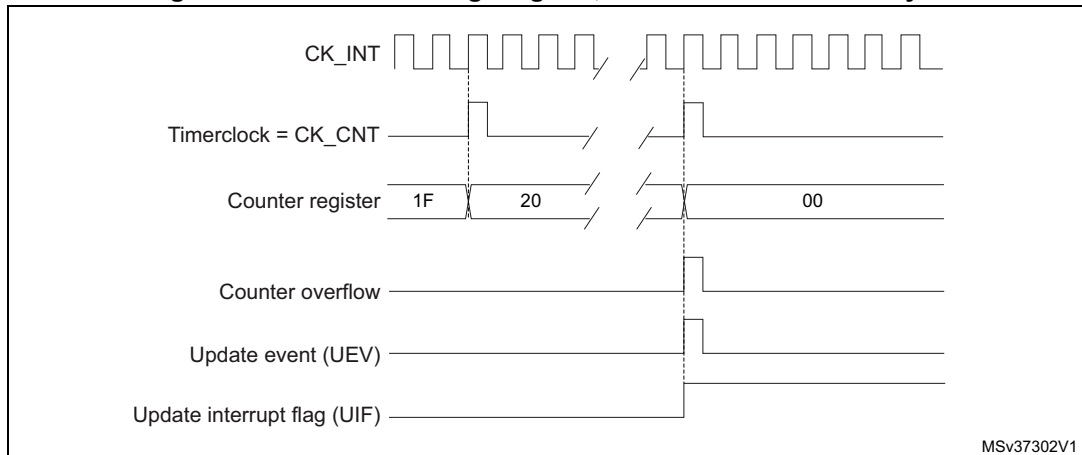 CK_INT
Timerclock = CK_CNT
Counter register 1F 20 00
Counter overflow
Update event (UEV)
Update interrupt flag (UIF)
MSv37302V1